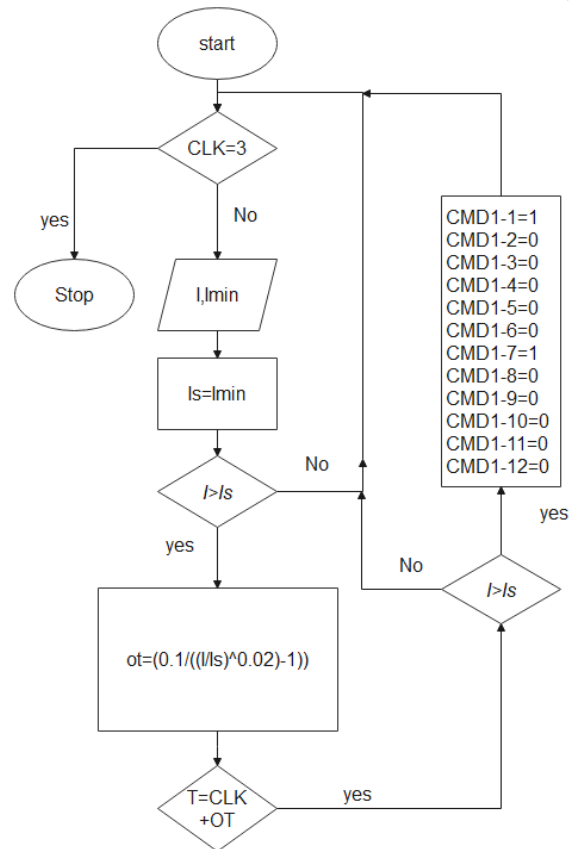 start
CLK=3
yes
No
Stop
I,Imin
Is=Imin
I>Is
No
yes
ot=(0.1/((I/Is)^0.02)-1))
T=CLK
+OT
yes
I>Is
No
yes
CMD1-1=1
CMD1-2=0
CMD1-3=0
CMD1-4=0
CMD1-5=0
CMD1-6=0
CMD1-7=1
CMD1-8=0
CMD1-9=0
CMD1-10=0
CMD1-11=0
CMD1-12=0